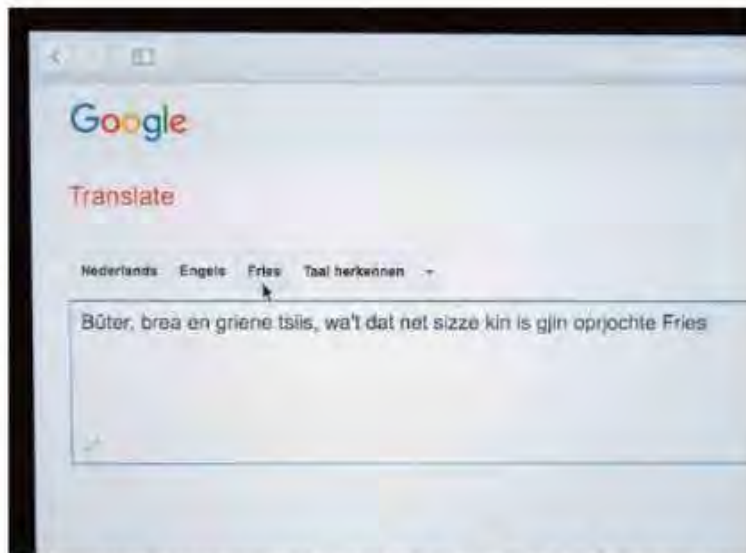 Google
Translate
Nederlands Engels Fries Taal herkennen
Bûter, brea en griene tsiis, wa't dat net sizze kin is gjin oprjochte Fries